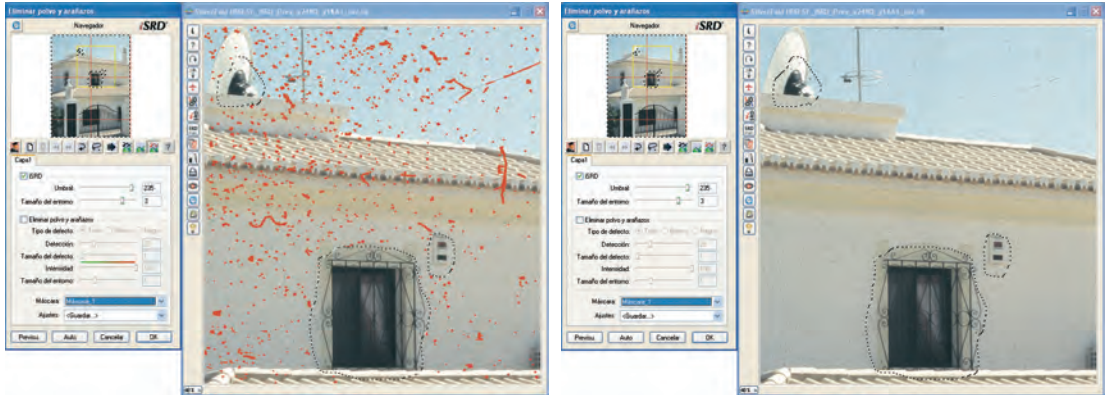 Eliminar polvo y arañazos
Navegador
iSRD
Capa1
iSRD
Umbral 235
Tamaño del entorno 3
Eliminar polvo y arañazos
Tipo de defecto
Detección
Tamaño del defecto
Intensidad
Tamaño del entorno
Máscara Máscara_1
Ajustes <Guardar...>
Previsu. Auto Cancelar OK
Eliminar polvo y arañazos
Navegador
iSRD
Capa1
iSRD
Umbral 235
Tamaño del entorno 3
Eliminar polvo y arañazos
Tipo de defecto
Detección
Tamaño del defecto
Intensidad
Tamaño del entorno
Máscara Máscara_1
Ajustes <Guardar...>
Previsu. Auto Cancelar OK